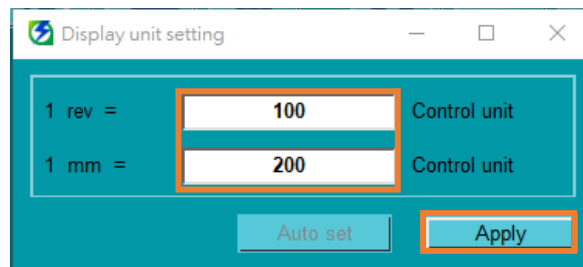 Display unit setting
1 rev = 100 Control unit
1 mm = 200 Control unit
Auto set Apply